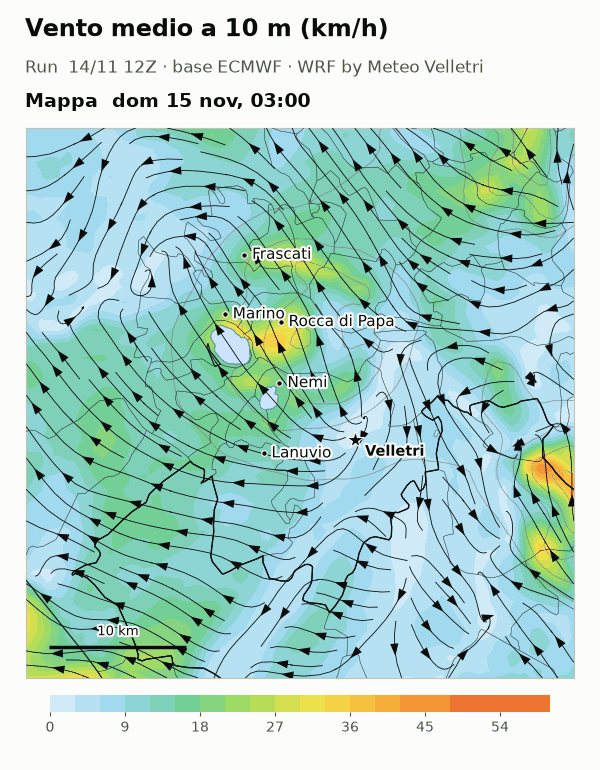 Vento medio a 10 m (km/h)
Run  14/11 12Z · base ECMWF · WRF by Meteo Velletri
Mappa  dom 15 nov, 03:00
Frascati
Marino
Rocca di Papa
Nemi
Velletri
Lanuvio
10 km
0 9 18 27 36 45 54